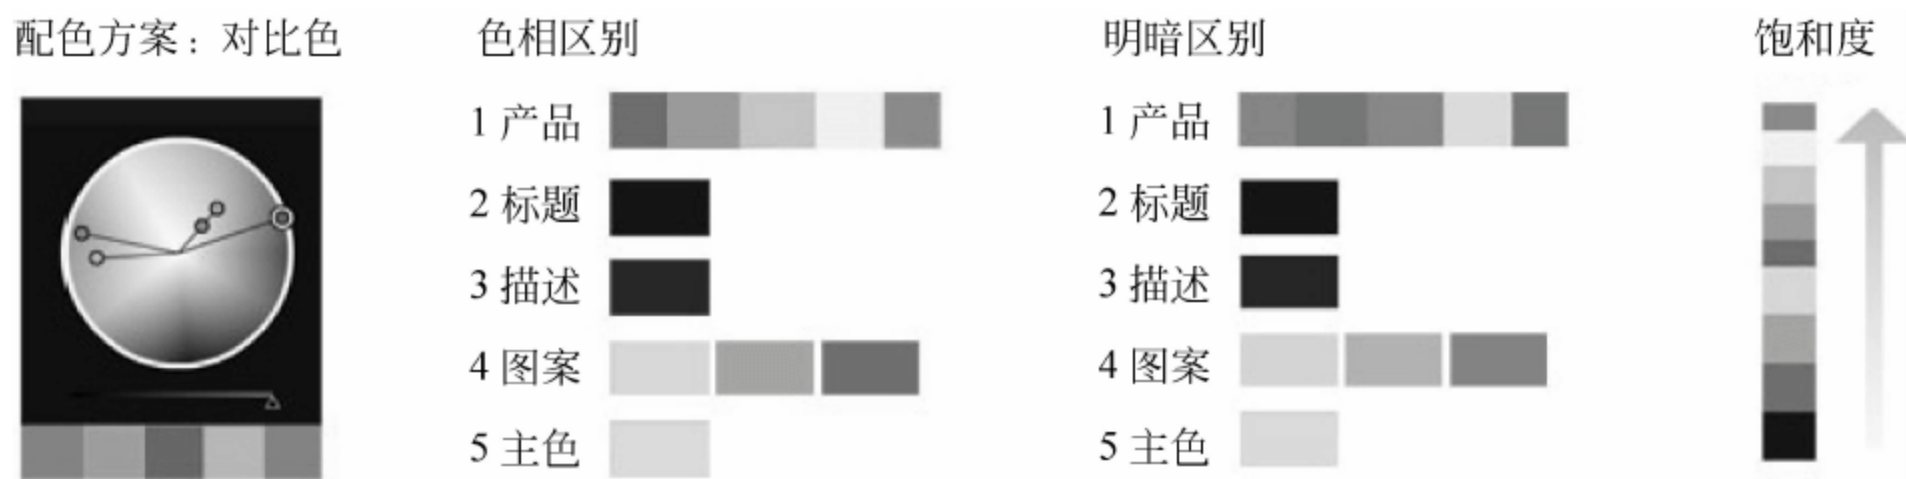 配色方案：对比色
色相区别
1 产品
2 标题
3 描述
4 图案
5 主色
明暗区别
1 产品
2 标题
3 描述
4 图案
5 主色
饱和度